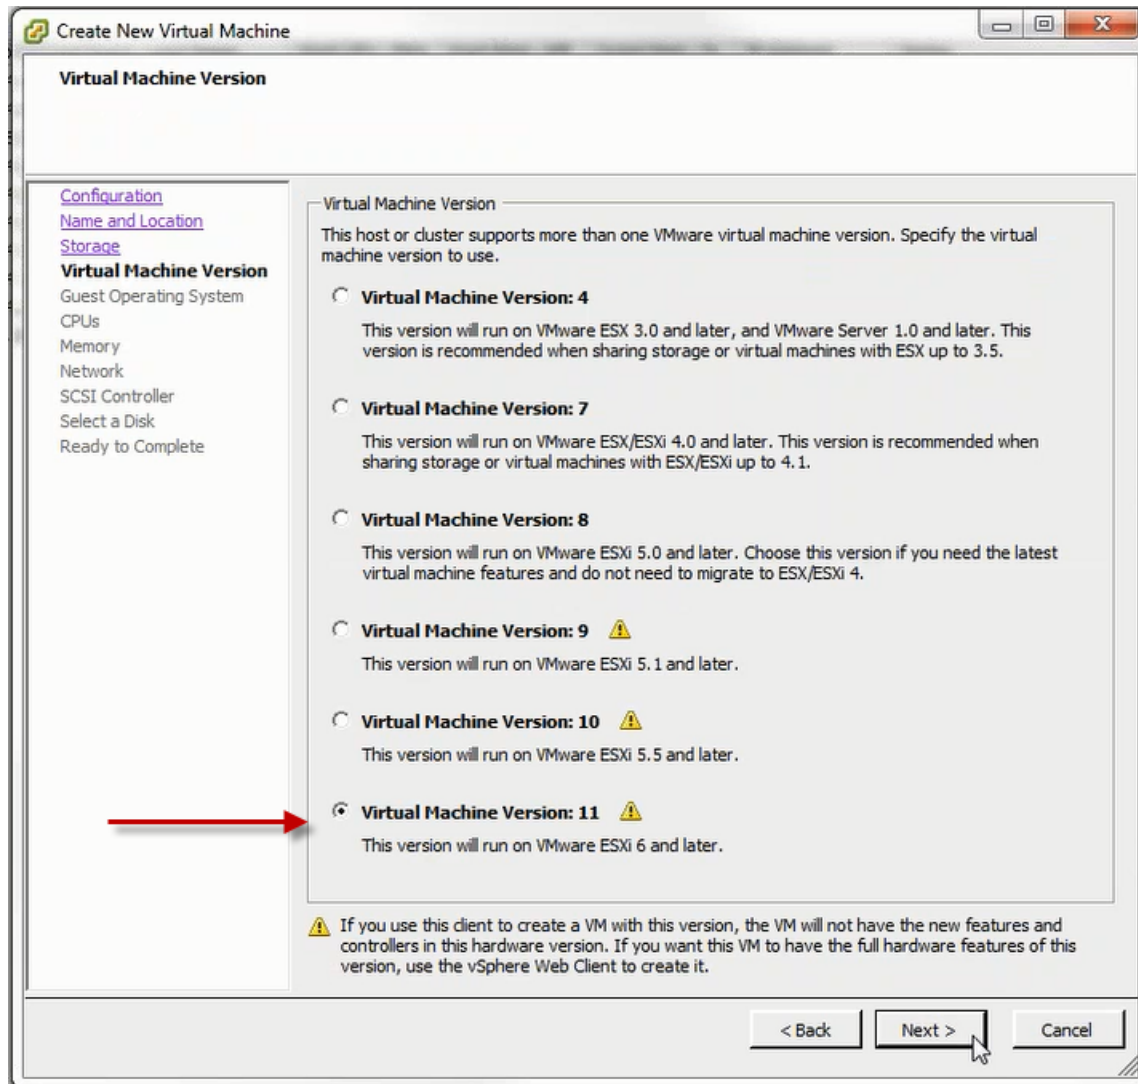 Create New Virtual Machine
Virtual Machine Version
Configuration
Name and Location
Storage
Virtual Machine Version
Guest Operating System
CPUs
Memory
Network
SCSI Controller
Select a Disk
Ready to Complete
Virtual Machine Version
This host or cluster supports more than one VMware virtual machine version. Specify the virtual
machine version to use.
Virtual Machine Version: 4
This version will run on VMware ESX 3.0 and later, and VMware Server 1.0 and later. This
version is recommended when sharing storage or virtual machines with ESX up to 3.5.
Virtual Machine Version: 7
This version will run on VMware ESX/ESXi 4.0 and later. This version is recommended when
sharing storage or virtual machines with ESX/ESXi up to 4.1.
Virtual Machine Version: 8
This version will run on VMware ESXi 5.0 and later. Choose this version if you need the latest
virtual machine features and do not need to migrate to ESX/ESXi 4.
Virtual Machine Version: 9
This version will run on VMware ESXi 5.1 and later.
Virtual Machine Version: 10
This version will run on VMware ESXi 5.5 and later.
Virtual Machine Version: 11
This version will run on VMware ESXi 6 and later.
If you use this client to create a VM with this version, the VM will not have the new features and
controllers in this hardware version. If you want this VM to have the full hardware features of this
version, use the vSphere Web Client to create it.
< Back
Next >
Cancel